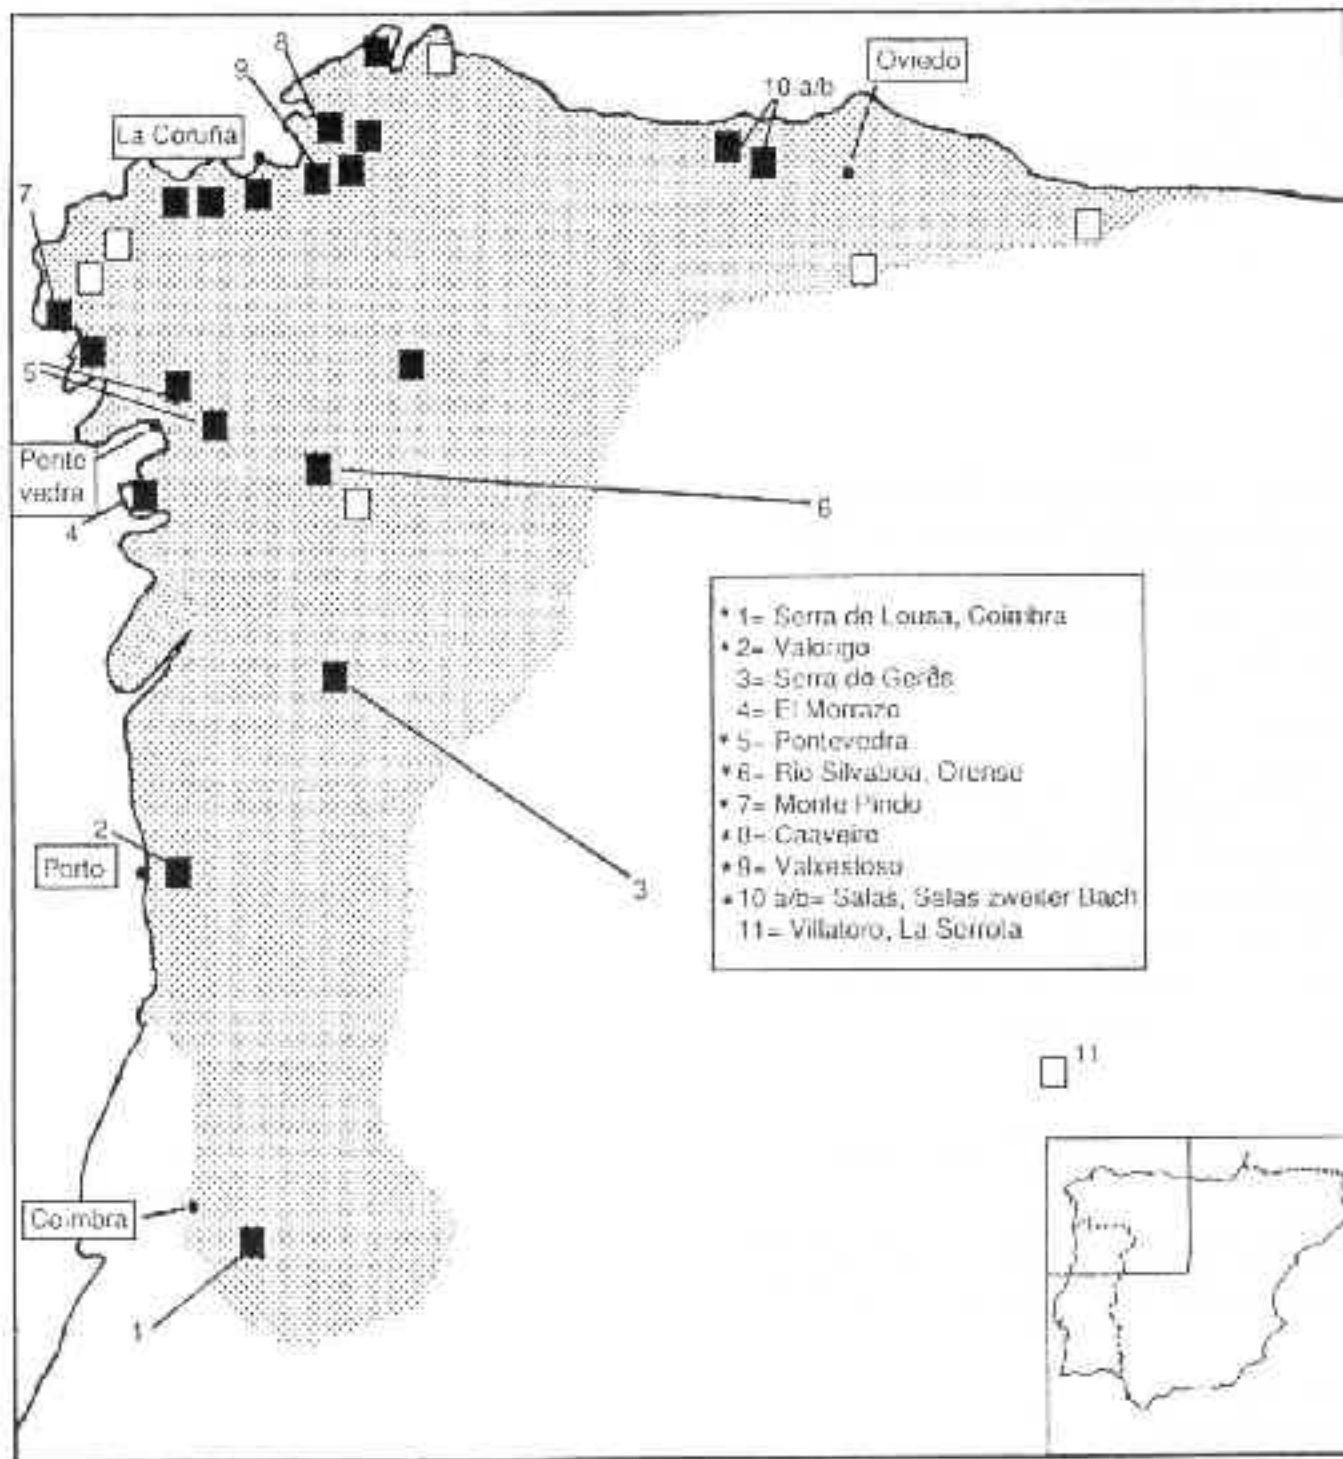 8
9
10 a/b
Oviedo
La Coruña
7
5
Ponte
vedra
4
6
* 1= Serra de Lousa, Coimbra
* 2= Valongo
3= Serra do Gerês
4= El Morrazo
* 5= Pontevedra
* 6= Rio Silvaboa, Orense
* 7= Monte Pindo
* 8= Caaveiro
* 9= Valxestoso
* 10 a/b= Salas, Salas zweiter Bach
11= Villatoro, La Serrota
2
Porto
3
11
Coimbra
1